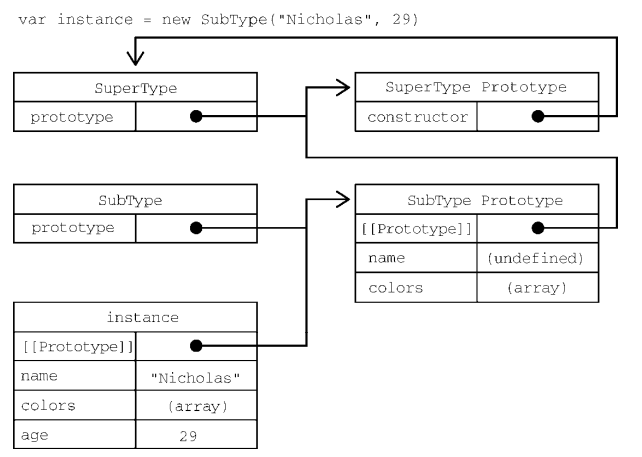 var instance = new SubType("Nicholas", 29)
SuperType
prototype
SuperType Prototype
constructor
SubType
prototype
SubType Prototype
[[Prototype]]
name (undefined)
colors (array)
instance
[[Prototype]]
name "Nicholas"
colors (array)
age 29